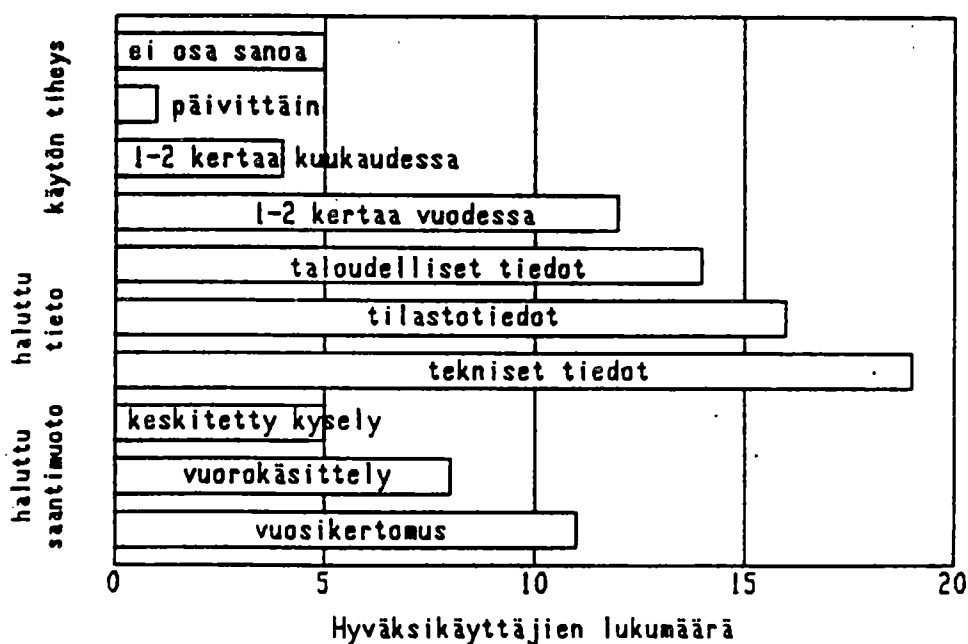 käytön tiheys
ei osa sanoa
päivittäin
1-2 kertaa kuukaudessa
1-2 kertaa vuodessa
haluttu
tieto
taloudelliset tiedot
tilastotiedot
tekniset tiedot
haluttu
saantimuoto
keskitetty kysely
vuorokäsittely
vuosikertomus
0 5 10 15 20
Hyväksikäyttäjien lukumäärä